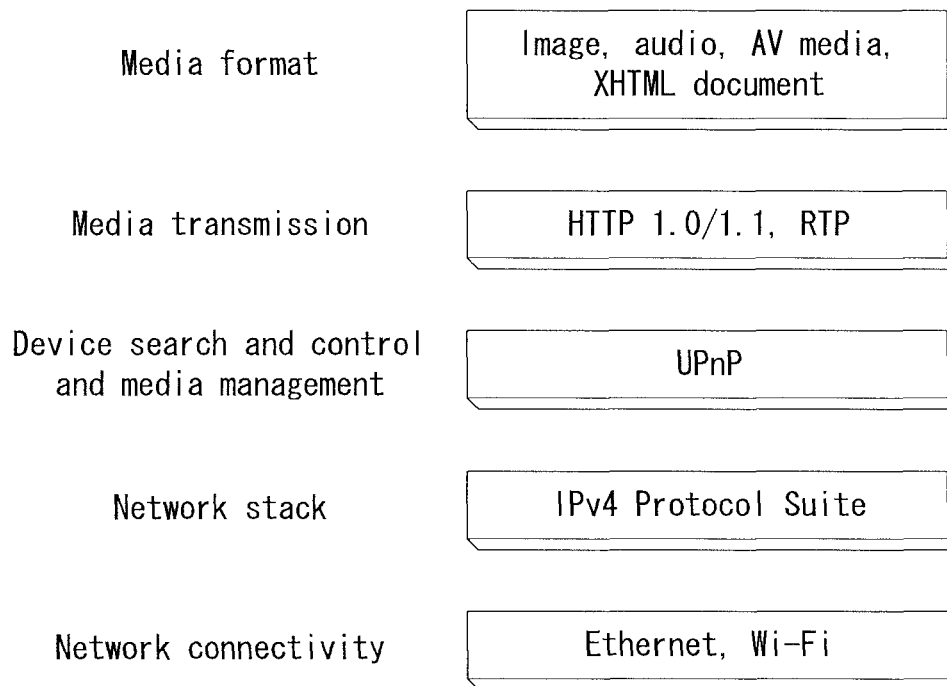 Media format
Image, audio, AV media,
XHTML document
Media transmission
HTTP 1.0/1.1, RTP
Device search and control
and media management
UPnP
Network stack
IPv4 Protocol Suite
Network connectivity
Ethernet, Wi-Fi